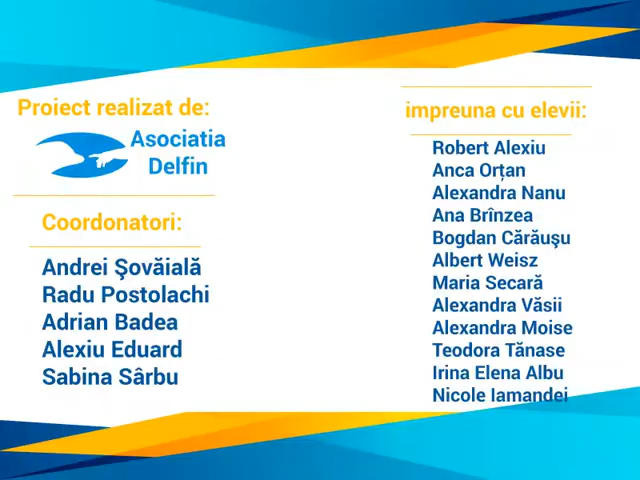 Proiect realizat de:
Asociatia
Delfin
Coordonatori:
Andrei Şovăială
Radu Postolachi
Adrian Badea
Alexiu Eduard
Sabina Sârbu
impreuna cu elevii:
Robert Alexiu
Anca Orțan
Alexandra Nanu
Ana Brînzea
Bogdan Cărăuşu
Albert Weisz
Maria Secară
Alexandra Văsii
Alexandra Moise
Teodora Tănase
Irina Elena Albu
Nicole Iamandei